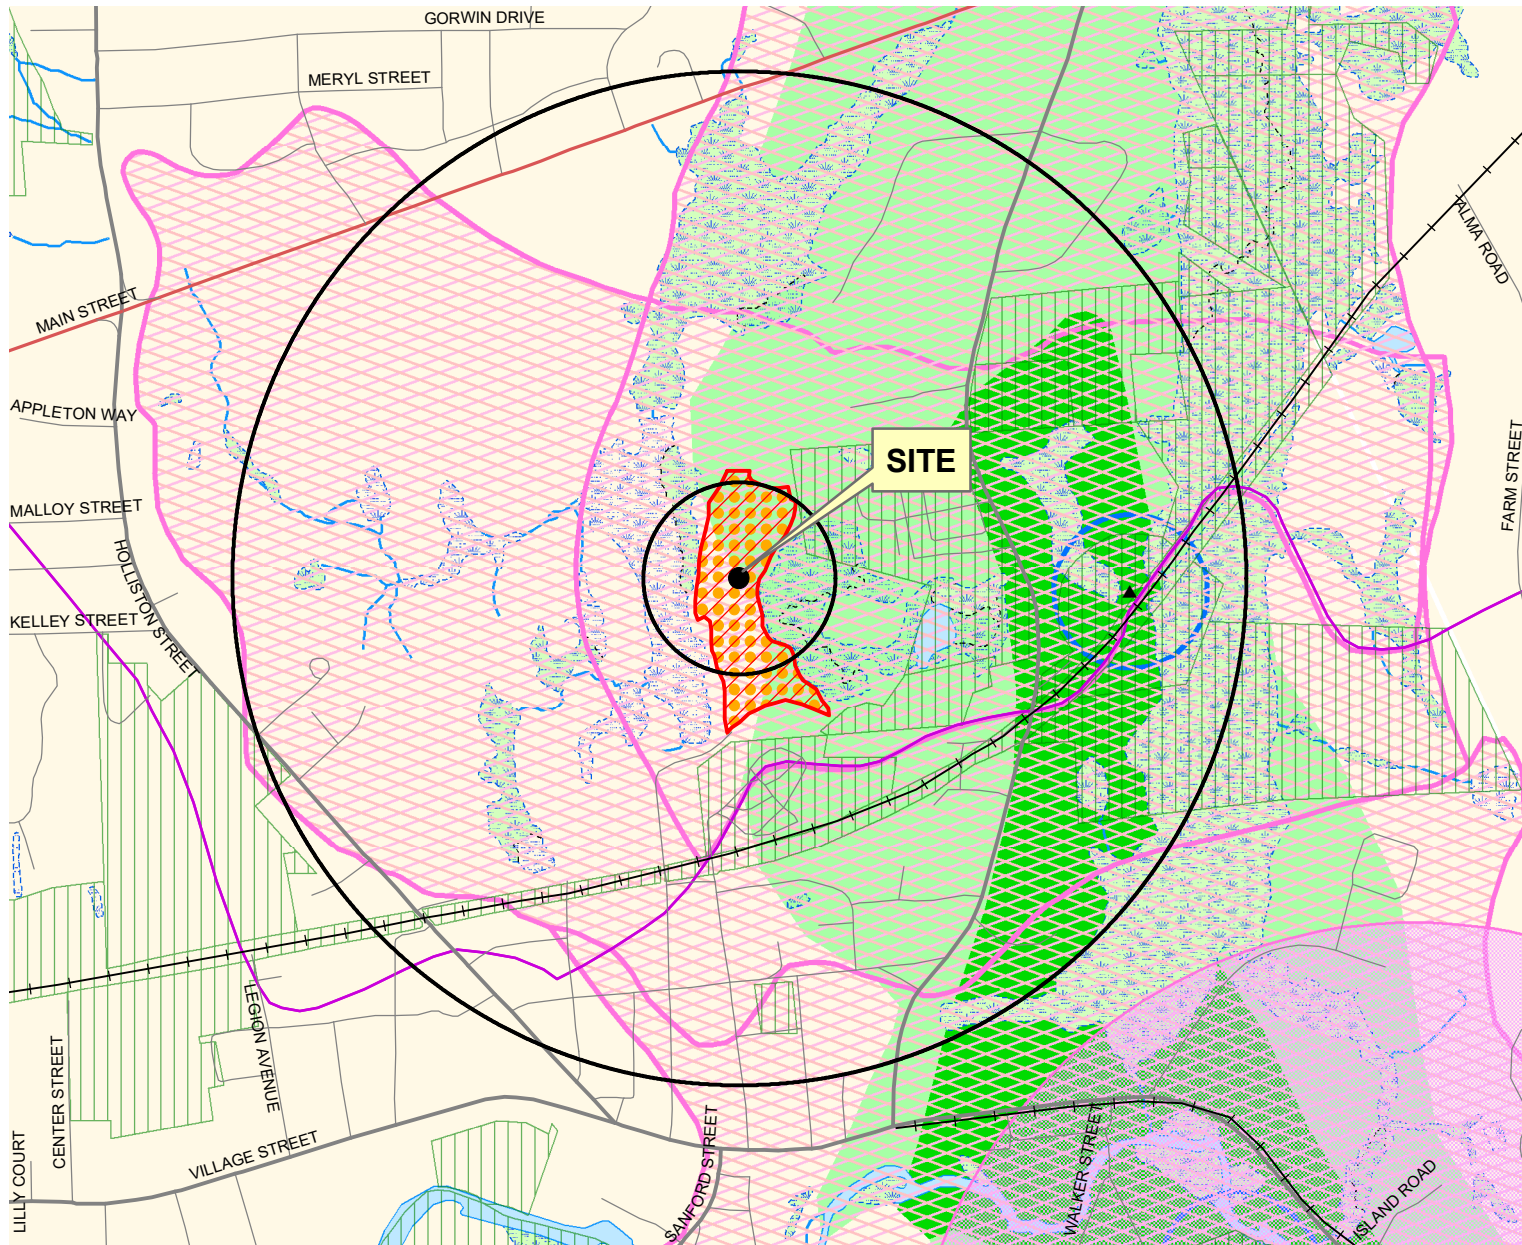 GORWIN DRIVE
MERYL STREET
MAIN STREET
ALMA ROAD
APPLETON WAY
SITE
FARM STREET
MALLOY STREET
HOLLISTON STREET
KELLEY STREET
LEGION AVENUE
CENTER STREET
VILLAGE STREET
LILLY COURT
SANFORD STREET
WALKER STREET
ISLAND ROAD